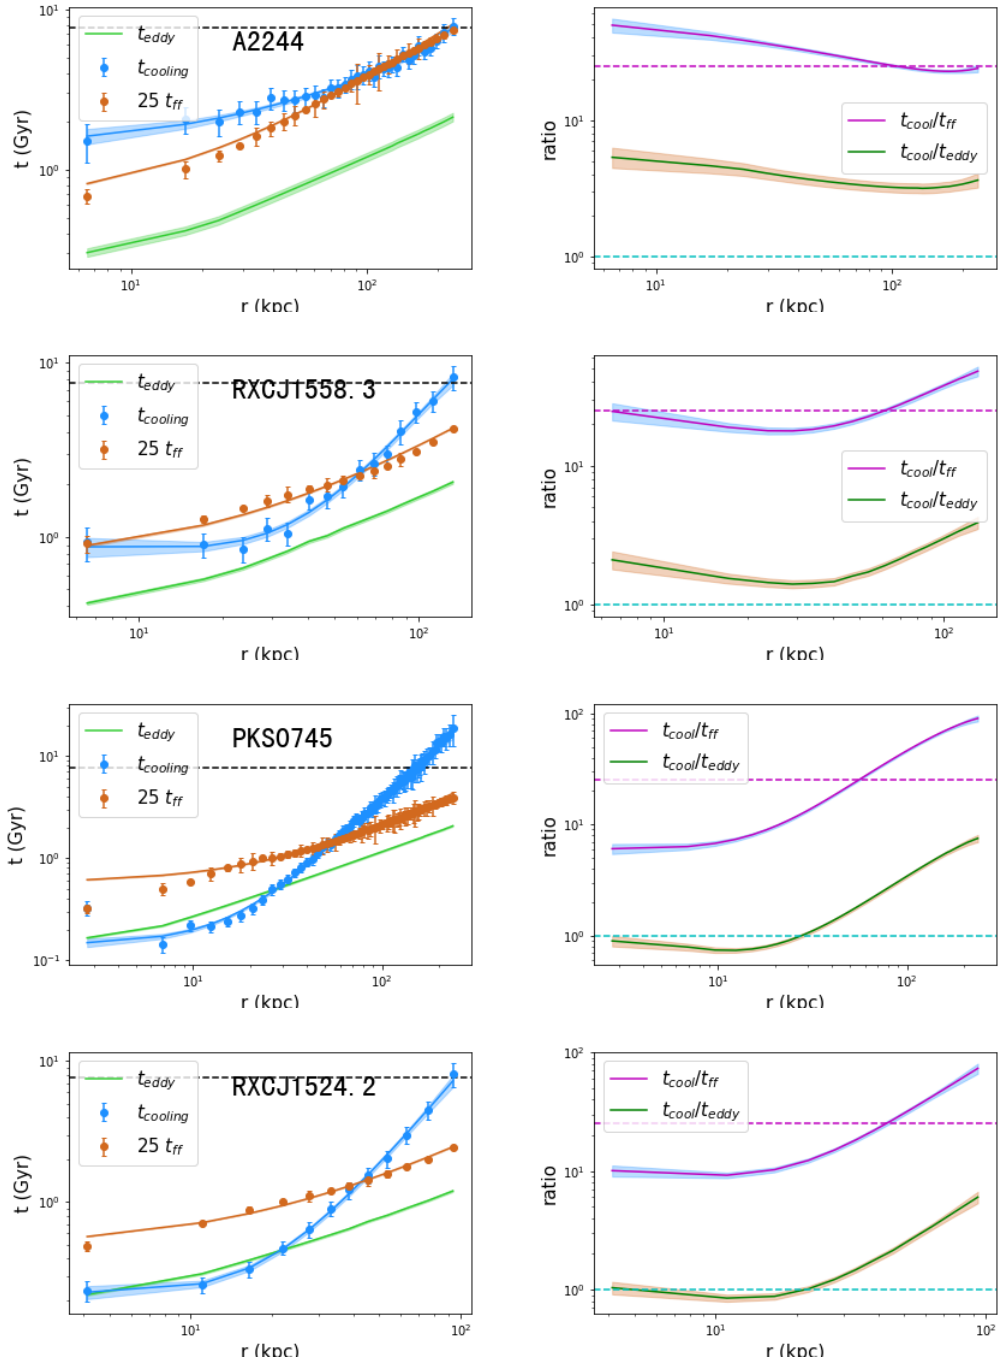 10¹
t_eddy
A2244
t_cooling
25 t_ff
t (Gyr)
10⁰
10¹
10²
r (kpc)
ratio
10¹
t_cool/t_ff
t_cool/t_eddy
10⁰
10¹
10²
r (kpc)
10¹
t_eddy
RXCJ1558.3
t_cooling
25 t_ff
t (Gyr)
10⁰
10¹
10²
r (kpc)
ratio
10¹
t_cool/t_ff
t_cool/t_eddy
10⁰
10¹
10²
r (kpc)
t_eddy
PKS0745
10¹
t_cooling
25 t_ff
t (Gyr)
10⁰
10⁻¹
10¹
10²
r (kpc)
10²
t_cool/t_ff
t_cool/t_eddy
ratio
10¹
10⁰
10¹
10²
r (kpc)
10¹
t_eddy
RXCJ1524.2
t_cooling
25 t_ff
t (Gyr)
10⁰
10¹
10²
r (kpc)
10²
t_cool/t_ff
t_cool/t_eddy
ratio
10¹
10⁰
10¹
10²
r (kpc)